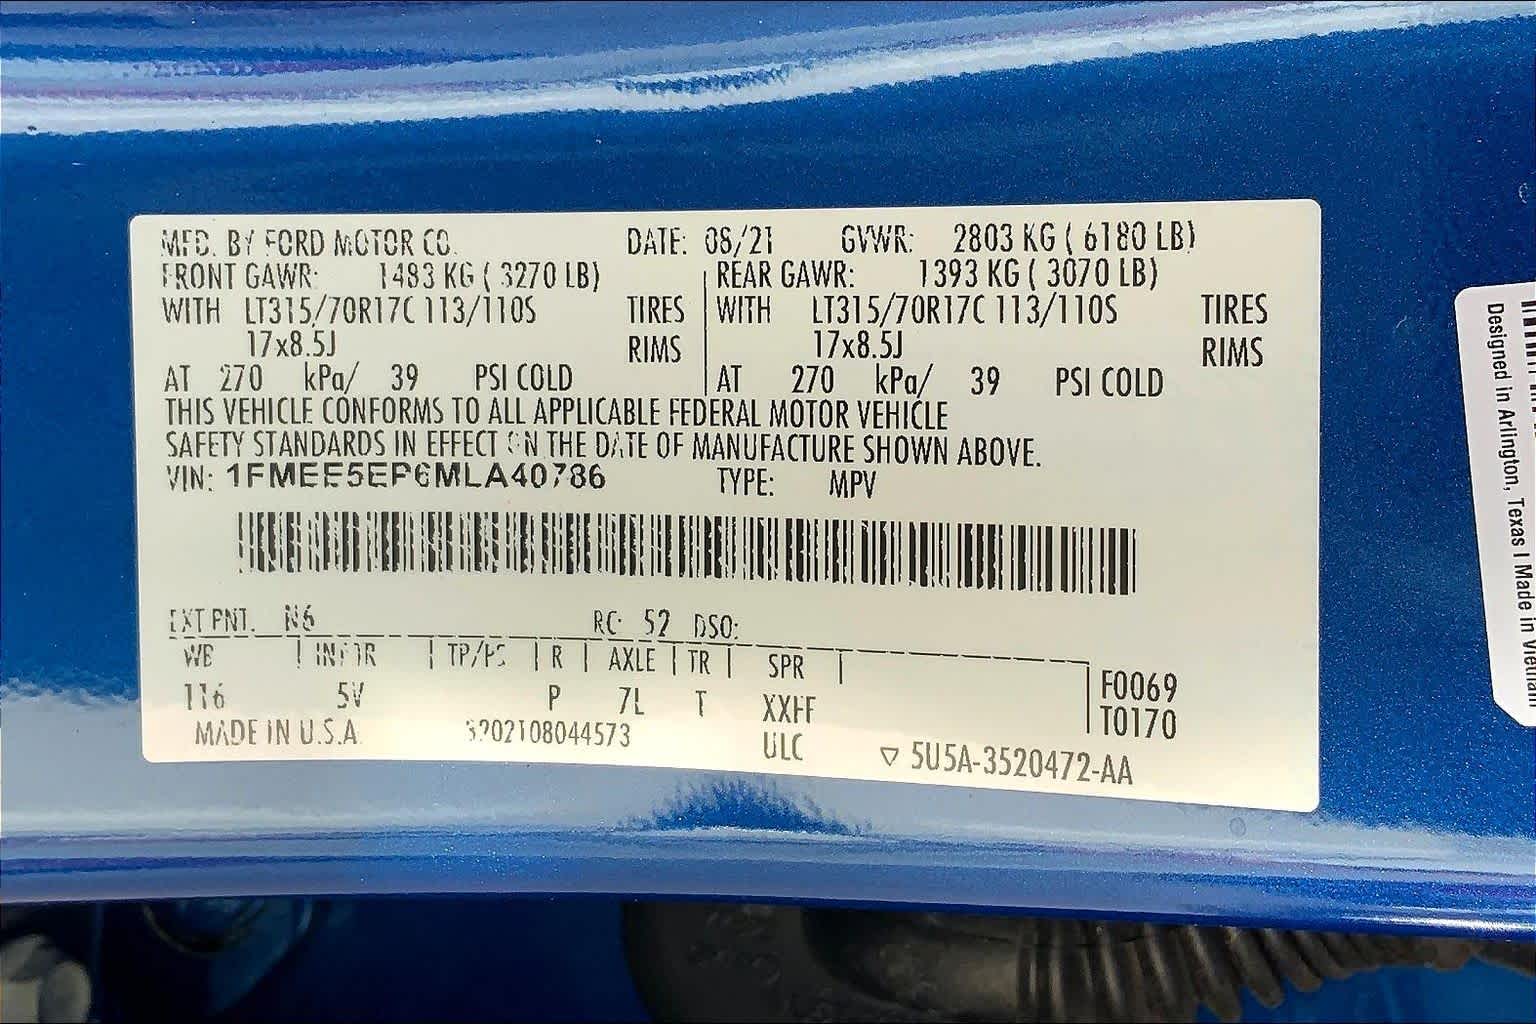 MFD. BY FORD MOTOR CO. DATE: 08/21 GVWR: 2803 KG ( 6180 LB)
FRONT GAWR: 1483 KG ( 3270 LB) REAR GAWR: 1393 KG ( 3070 LB)
WITH LT315/70R17C 113/110S TIRES WITH LT315/70R17C 113/110S TIRES
17x8.5J RIMS 17x8.5J RIMS
AT 270 kPa/ 39 PSI COLD AT 270 kPa/ 39 PSI COLD
THIS VEHICLE CONFORMS TO ALL APPLICABLE FEDERAL MOTOR VEHICLE
SAFETY STANDARDS IN EFFECT ON THE DATE OF MANUFACTURE SHOWN ABOVE.
VIN: 1FMEE5EP6MLA40786 TYPE: MPV
EXT PNT. N6 RC: 52 DSO:
WB INT TR TP/PS R AXLE TR SPR
116 5V P 7L T XXFF F0069
T0170
MADE IN U.S.A. 5202108044573 ULC ▽ 5U5A-3520472-AA
Designed in Arlington, Texas | Made in Vietnam